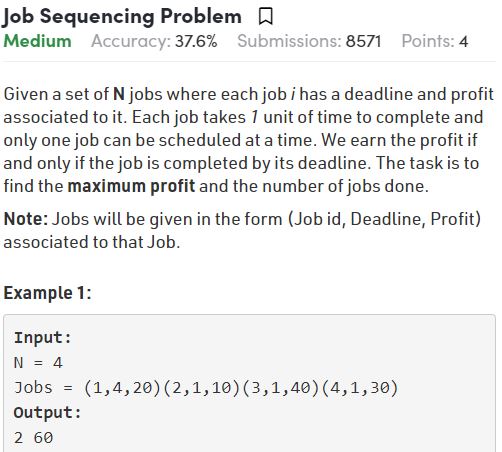 Job Sequencing Problem
Medium Accuracy: 37.6% Submissions: 8571 Points: 4
Given a set of N jobs where each job i has a deadline and profit
associated to it. Each job takes 1 unit of time to complete and
only one job can be scheduled at a time. We earn the profit if
and only if the job is completed by its deadline. The task is to
find the maximum profit and the number of jobs done.
Note: Jobs will be given in the form (Job id, Deadline, Profit)
associated to that Job.
Example 1:
Input:
N = 4
Jobs = (1,4,20)(2,1,10)(3,1,40)(4,1,30)
Output:
2 60